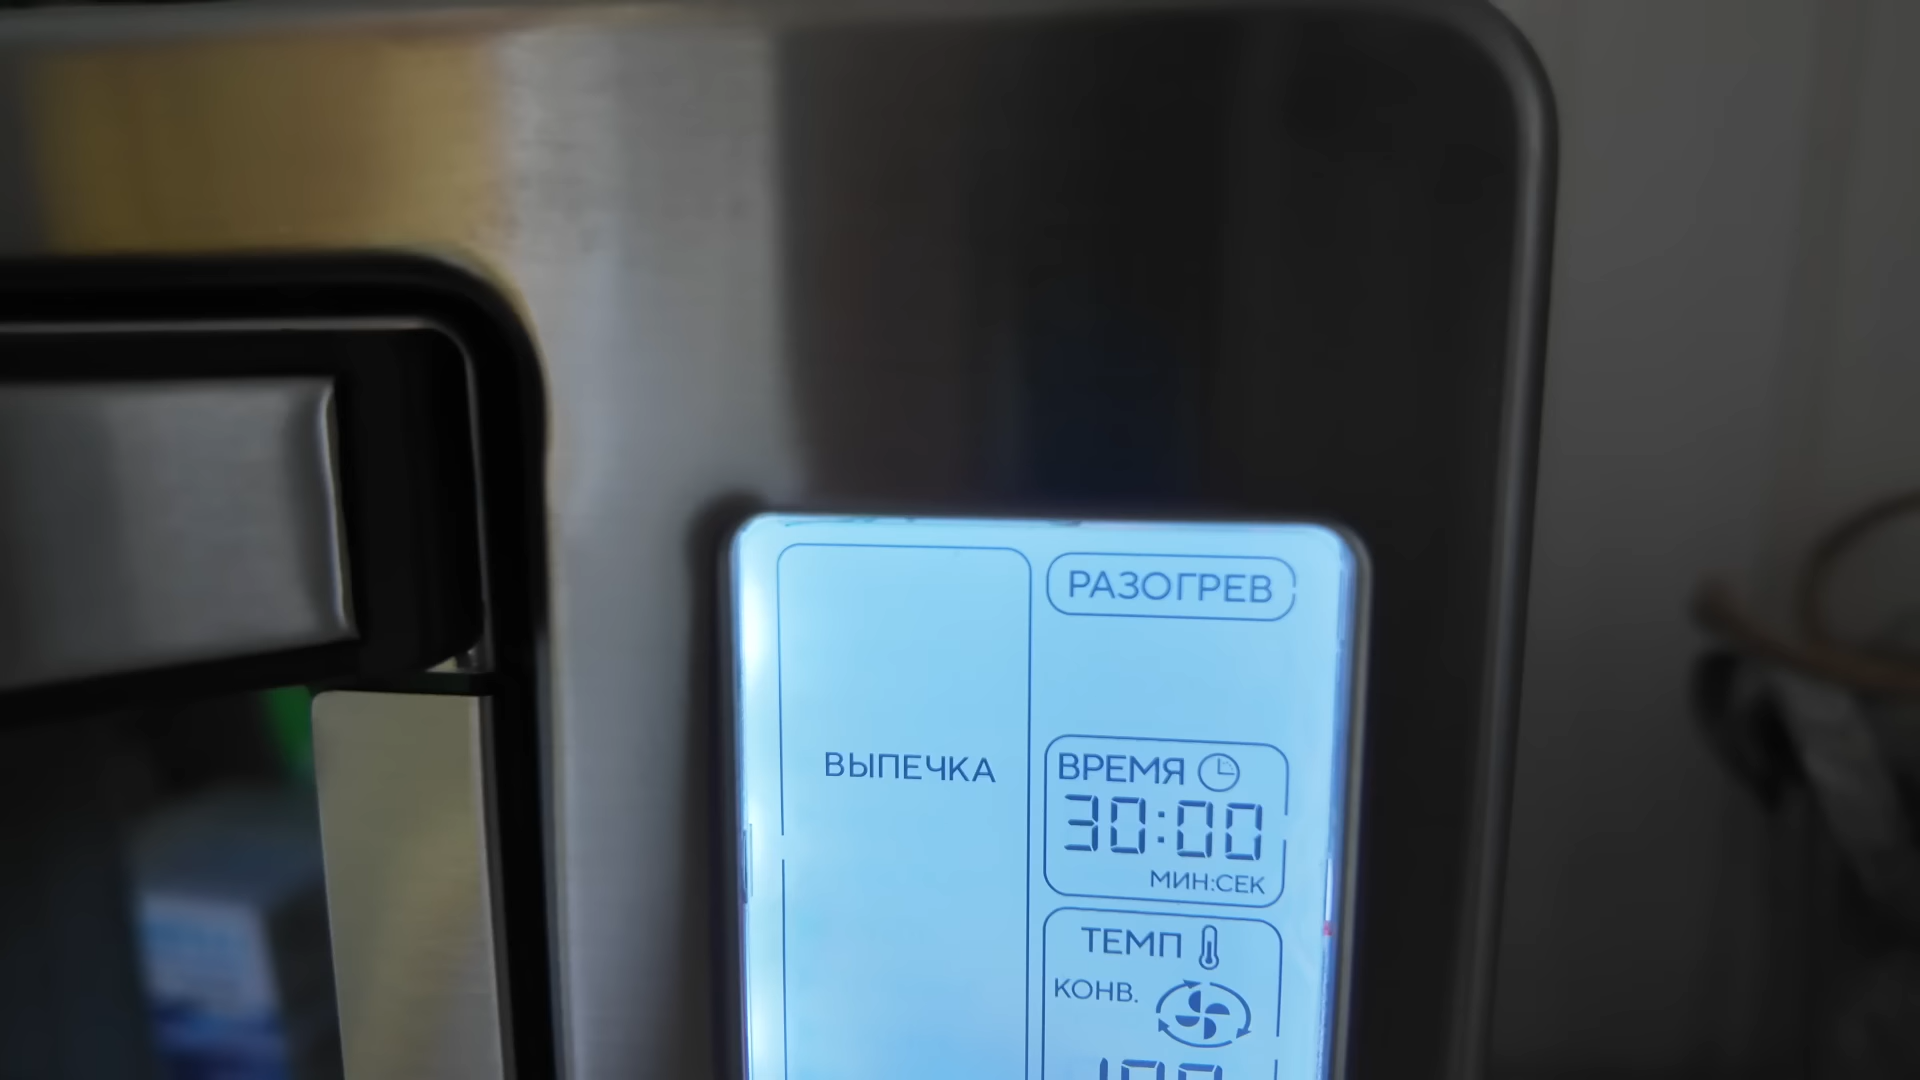 РАЗОГРЕВ
ВЫПЕЧКА
ВРЕМЯ
30:00
МИН:СЕК
ТЕМП
КОНВ.